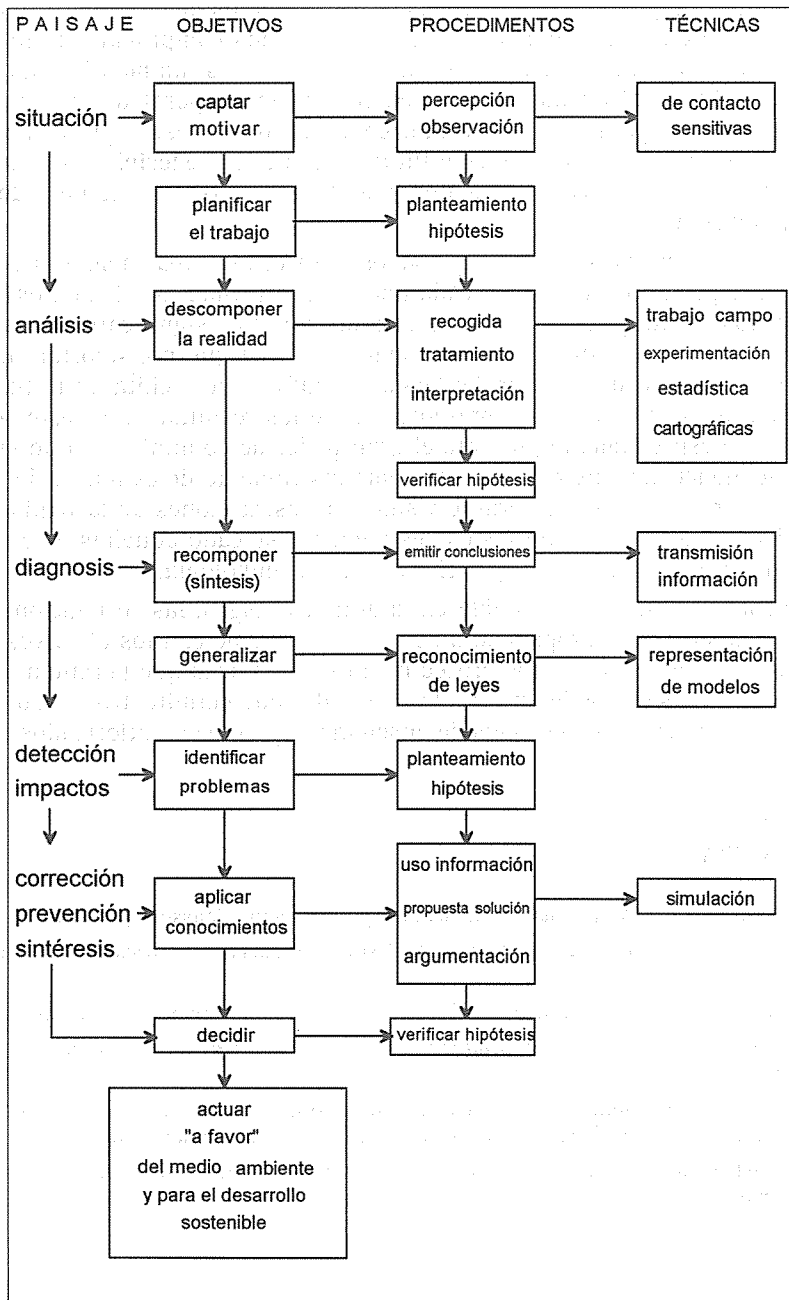 PAISAJE OBJETIVOS PROCEDIMENTOS TÉCNICAS
situación
captar
motivar
percepción
observación
de contacto
sensitivas
planificar
el trabajo
planteamiento
hipótesis
análisis
descomponer
la realidad
recogida
tratamiento
interpretación
trabajo campo
experimentación
estadística
cartográficas
verificar hipótesis
diagnosis
recomponer
(síntesis)
emitir conclusiones
transmisión
información
generalizar
reconocimiento
de leyes
representación
de modelos
detección
impactos
identificar
problemas
planteamiento
hipótesis
corrección
prevención
sintéresis
aplicar
conocimientos
uso información
propuesta solución
argumentación
simulación
decidir
verificar hipótesis
actuar
"a favor"
del medio ambiente
y para el desarrollo
sostenible